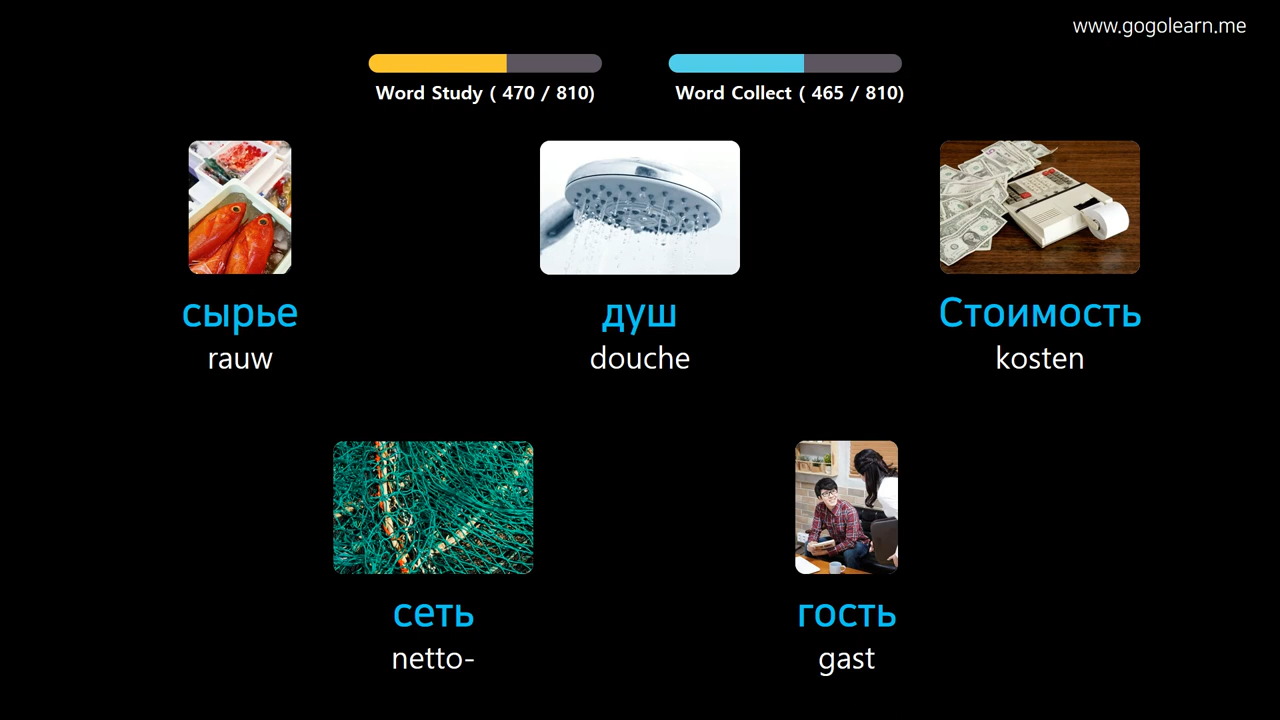 www.gogolearn.me
Word Study ( 470 / 810)
Word Collect ( 465 / 810)
сырье
rauw
душ
douche
Стоимость
kosten
сеть
netto-
гость
gast